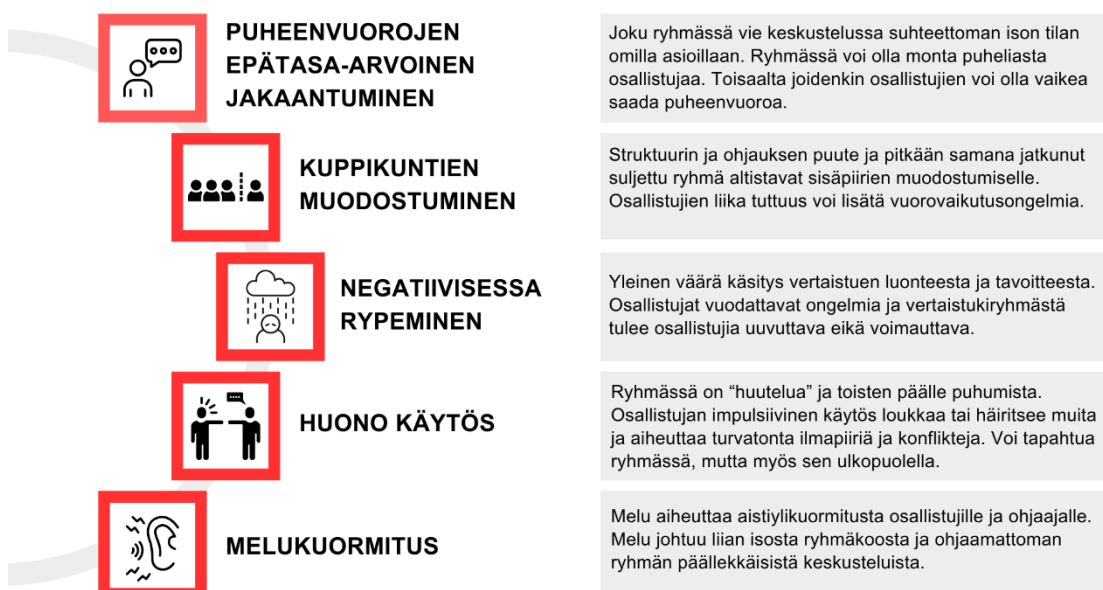 PUHEENVUOROJEN
EPÄTASA-ARVOINEN
JAKAANTUMINEN
Joku ryhmässä vie keskustelussa suhteettoman ison tilan
omilla asioillaan. Ryhmässä voi olla monta puheliasta
osallistujaa. Toisaalta joidenkin osallistujien voi olla vaikea
saada puheenvuoroa.
KUPPIKUNTIEN
MUODOSTUMINEN
Struktuurin ja ohjauksen puute ja pitkään samana jatkunut
suljettu ryhmä altistavat sisäpiirien muodostumiselle.
Osallistujien liika tuttuus voi lisätä vuorovaikutusongelmia.
NEGATIIVISESSA
RYPEMINEN
Yleinen väärä käsitys vertaistuen luonteesta ja tavoitteesta.
Osallistujat vuodattavat ongelmia ja vertaistukiryhmästä
tulee osallistujia uuvuttava eikä voimauttava.
HUONO KÄYTÖS
Ryhmässä on “huutelua” ja toisten päälle puhumista.
Osallistujan impulsiivinen käytös loukkaa tai häiritsee muita
ja aiheuttaa turvatonta ilmapiiriä ja konflikteja. Voi tapahtua
ryhmässä, mutta myös sen ulkopuolella.
MELUKUORMITUS
Melu aiheuttaa aistiylikuormitusta osallistujille ja ohjaajalle.
Melu johtuu liian isosta ryhmäkoosta ja ohjaamattoman
ryhmän päällekkäisistä keskusteluista.